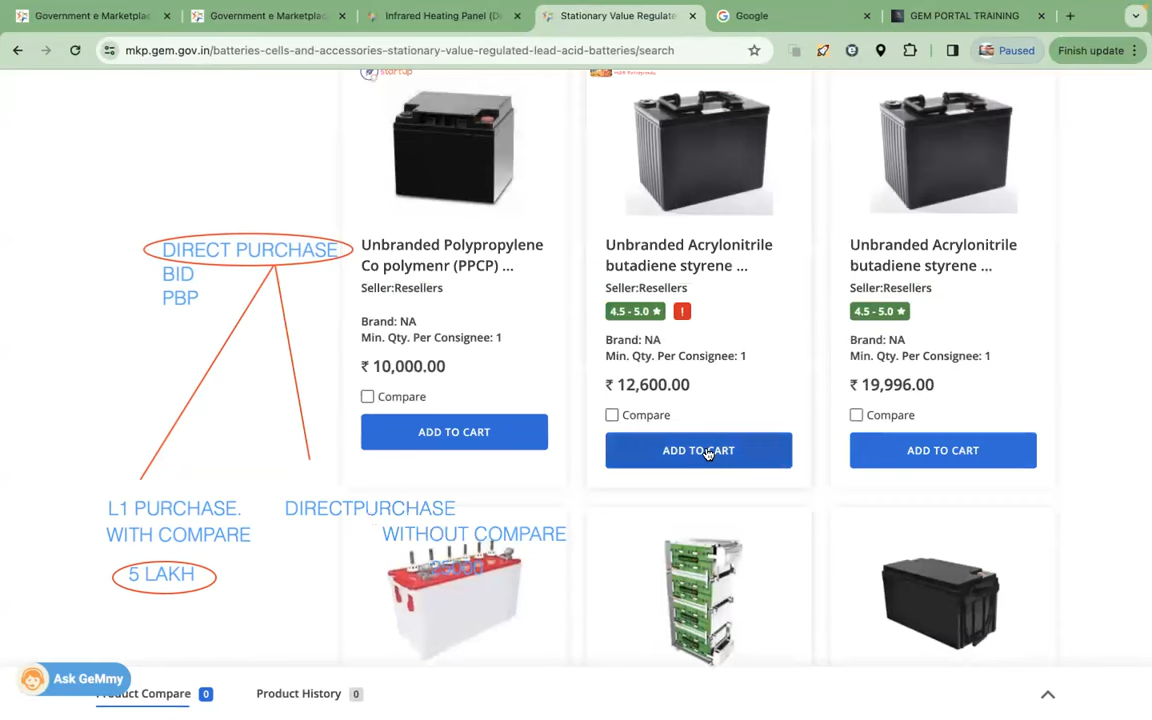 Government e Marketplac
Government e Marketplac
Infrared Heating Panel (D
Stationary Value Regulate
Google
GEM PORTAL TRAINING
mkp.gem.gov.in/batteries-cells-and-accessories-stationary-value-regulated-lead-acid-batteries/search
Paused
Finish update
startup
DIRECT PURCHASE
BID
PBP
L1 PURCHASE.
WITH COMPARE
5 LAKH
DIRECTPURCHASE
WITHOUT COMPARE
Unbranded Polypropylene
Co polymenr (PPCP) ...
Seller:Resellers
Brand: NA
Min. Qty. Per Consignee: 1
₹ 10,000.00
Compare
ADD TO CART
Unbranded Acrylonitrile
butadiene styrene ...
Seller:Resellers
4.5 - 5.0 ★
!
Brand: NA
Min. Qty. Per Consignee: 1
₹ 12,600.00
Compare
ADD TO CART
Unbranded Acrylonitrile
butadiene styrene ...
Seller:Resellers
4.5 - 5.0 ★
Brand: NA
Min. Qty. Per Consignee: 1
₹ 19,996.00
Compare
ADD TO CART
Ask GeMmy
Compare 0
Product History 0